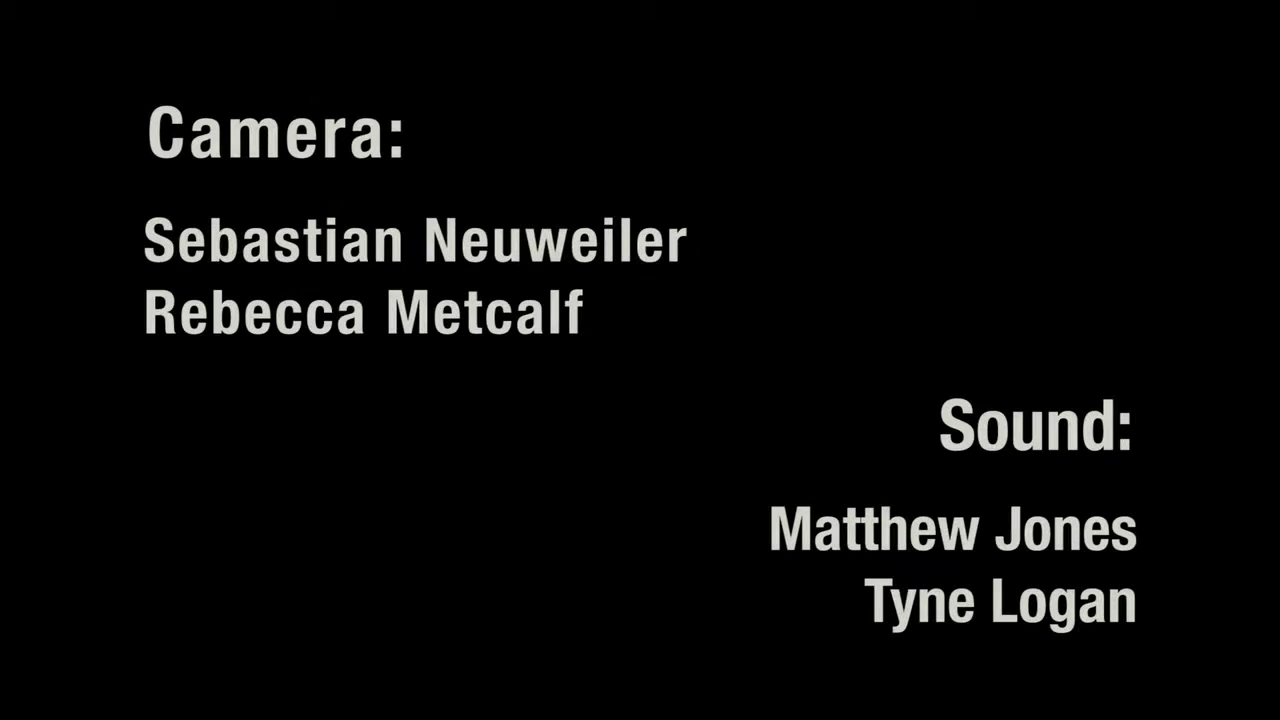 Camera:
Sebastian Neuweiler
Rebecca Metcalf
Sound:
Matthew Jones
Tyne Logan